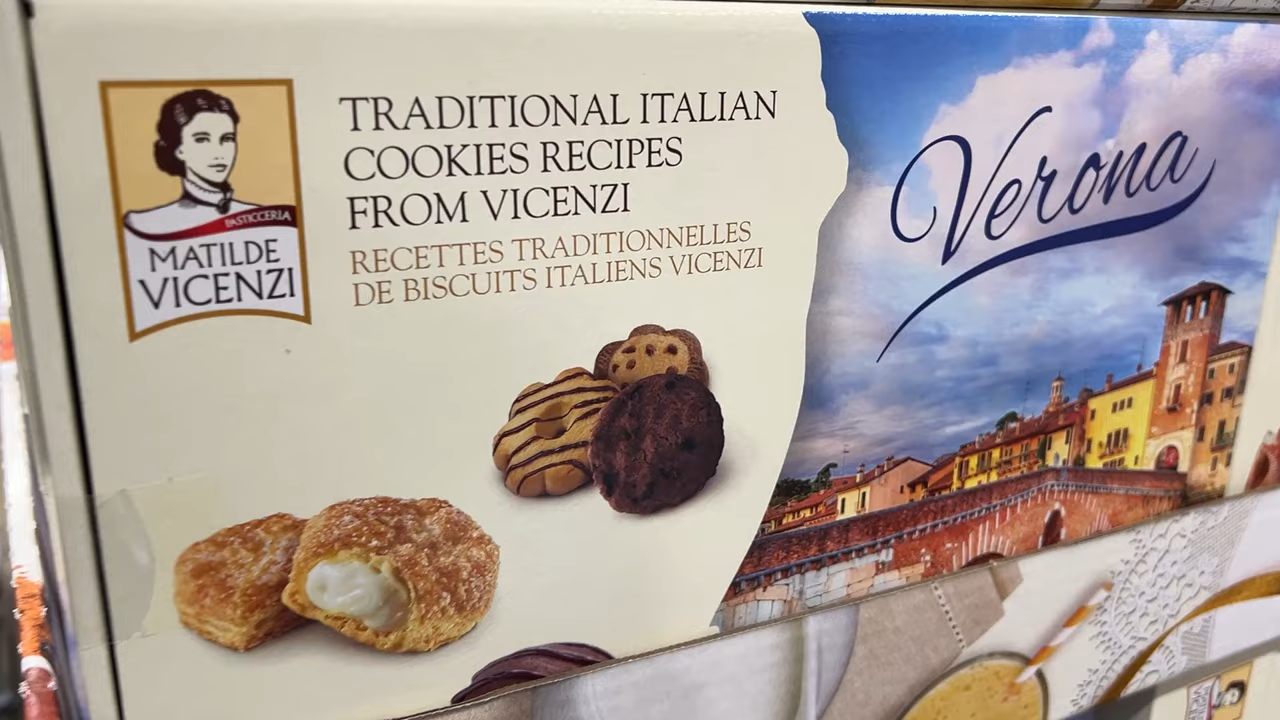 PASTICCERIA
MATILDE
VICENZI
TRADITIONAL ITALIAN
COOKIES RECIPES
FROM VICENZI
RECETTES TRADITIONNELLES
DE BISCUITS ITALIENS VICENZI
Verona